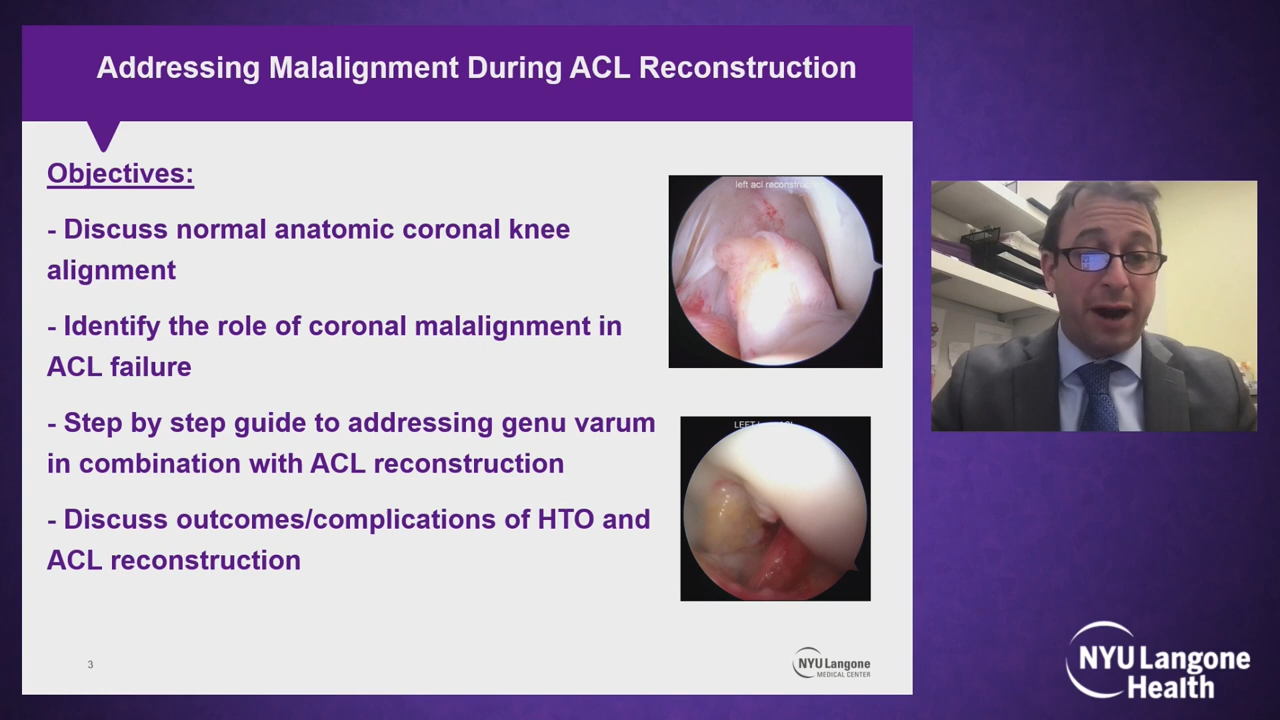 Addressing Malalignment During ACL Reconstruction
Objectives:
- Discuss normal anatomic coronal knee
alignment
- Identify the role of coronal malalignment in
ACL failure
- Step by step guide to addressing genu varum
in combination with ACL reconstruction
- Discuss outcomes/complications of HTO and
ACL reconstruction
left acl
LEFT
3
NYU Langone
MEDICAL CENTER
NYU Langone
Health